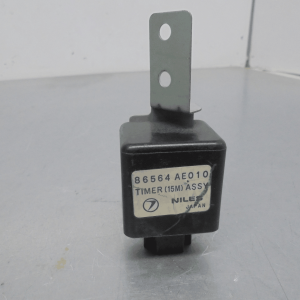 86564 AE010
TIMER (15M) ASSY
NILES
JAPAN